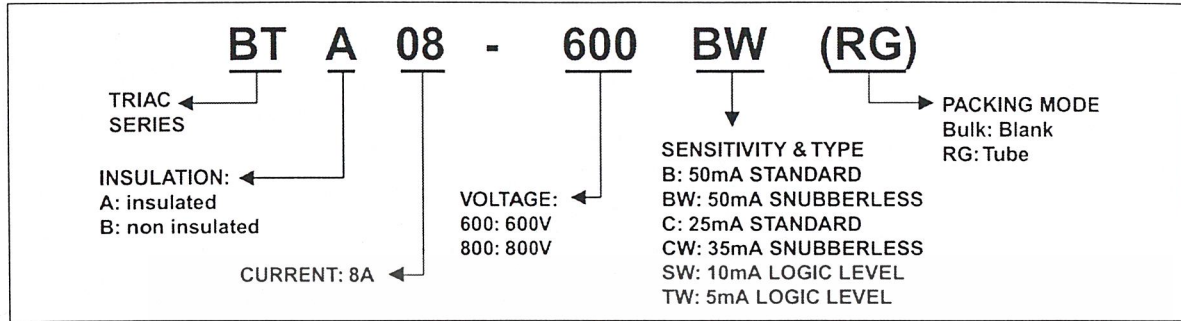 BT A 08 - 600 BW (RG)
TRIAC
SERIES
INSULATION:
A: insulated
B: non insulated
CURRENT: 8A
VOLTAGE:
600: 600V
800: 800V
SENSITIVITY & TYPE
B: 50mA STANDARD
BW: 50mA SNUBBERLESS
C: 25mA STANDARD
CW: 35mA SNUBBERLESS
SW: 10mA LOGIC LEVEL
TW: 5mA LOGIC LEVEL
PACKING MODE
Bulk: Blank
RG: Tube